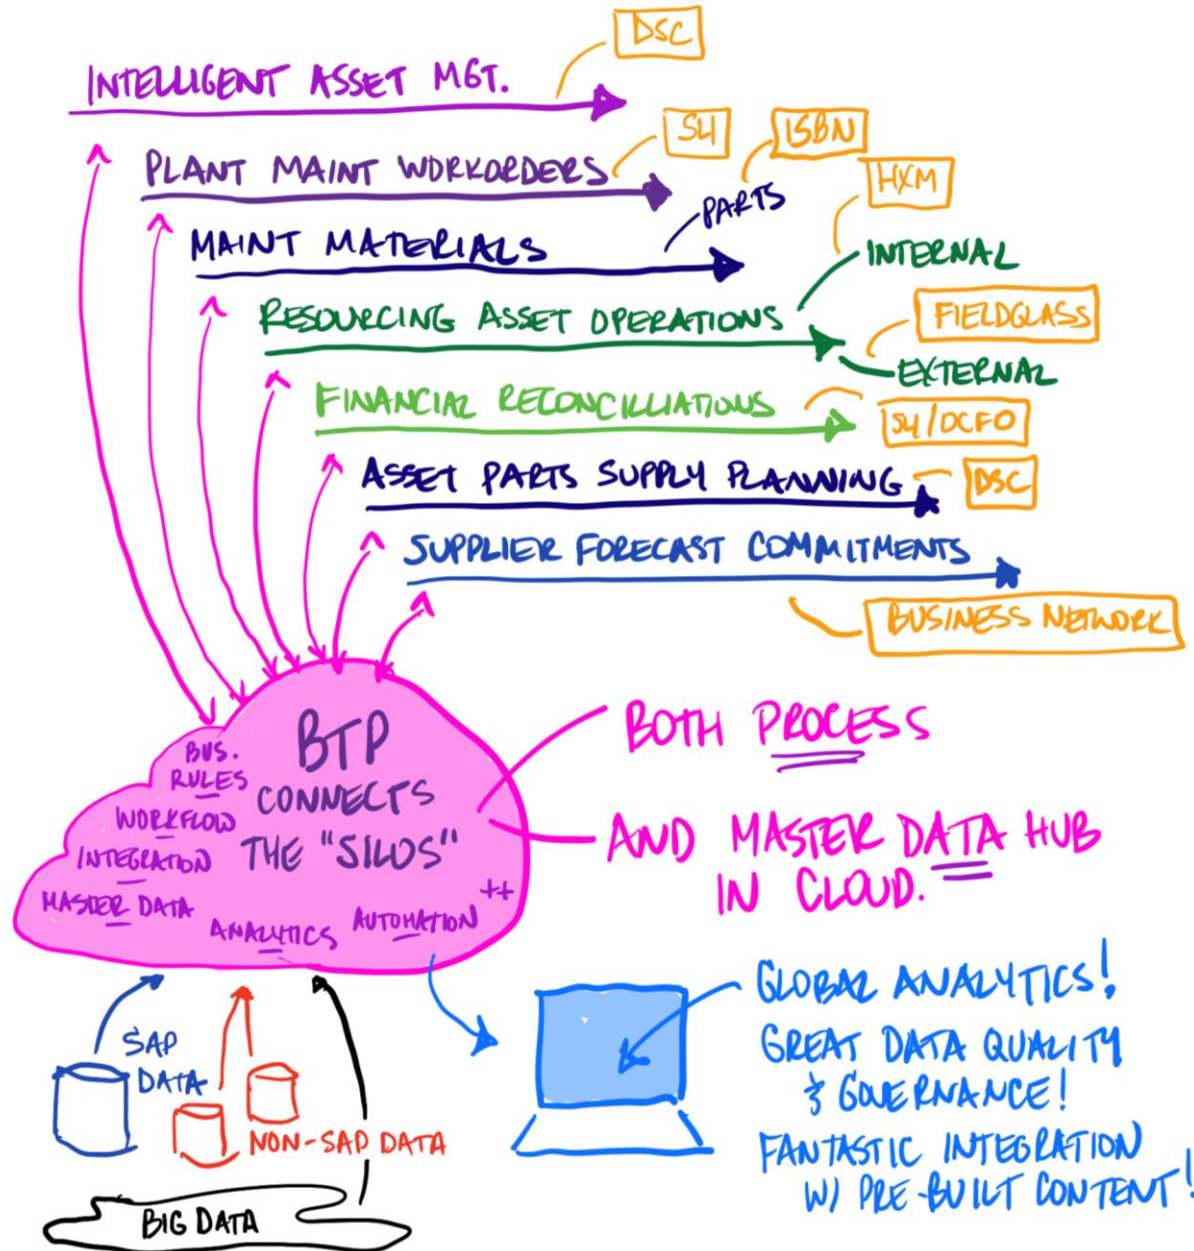 DSC
INTELLIGENT ASSET MGT.
S4
ISBN
PLANT MAINT WORKORDERS
HXM
PARTS
MAINT MATERIALS
INTERNAL
RESOURCING ASSET OPERATIONS
FIELDGLASS
EXTERNAL
FINANCIAL RECONCILLIATIONS
S4/DCFO
ASSET PARTS SUPPLY PLANNING
DSC
SUPPLIER FORECAST COMMITMENTS
BUSINESS NETWORK
BTP
CONNECTS
THE "SILOS"
BUS.
RULES
WORKFLOW
INTEGRATION
MASTER DATA
ANALYTICS
AUTOMATION
++
BOTH PROCESS
AND MASTER DATA HUB
IN CLOUD.
SAP
DATA
NON-SAP DATA
BIG DATA
GLOBAL ANALYTICS!
GREAT DATA QUALITY
& GOVERNANCE!
FANTASTIC INTEGRATION
W/ PRE-BUILT CONTENT!